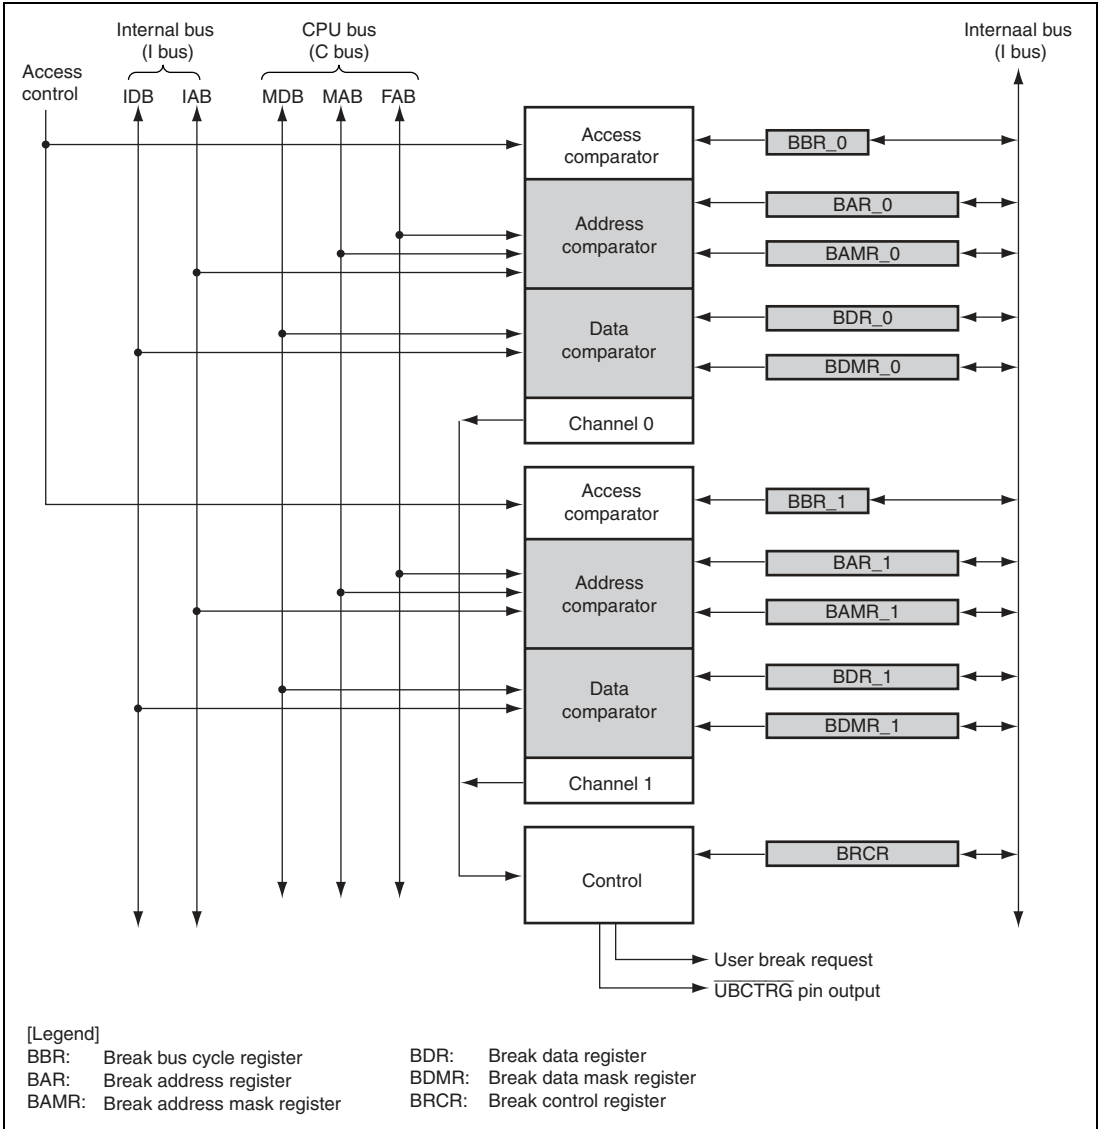 Internal bus
(I bus)
CPU bus
(C bus)
Internaal bus
(I bus)
Access
control
IDB IAB MDB MAB FAB
Access
comparator
BBR_0
Address
comparator
BAR_0
BAMR_0
Data
comparator
BDR_0
BDMR_0
Channel 0
Access
comparator
BBR_1
Address
comparator
BAR_1
BAMR_1
Data
comparator
BDR_1
BDMR_1
Channel 1
Control
BRCR
User break request
UBCTRG pin output
[Legend]
BBR: Break bus cycle register
BAR: Break address register
BAMR: Break address mask register
BDR: Break data register
BDMR: Break data mask register
BRCR: Break control register